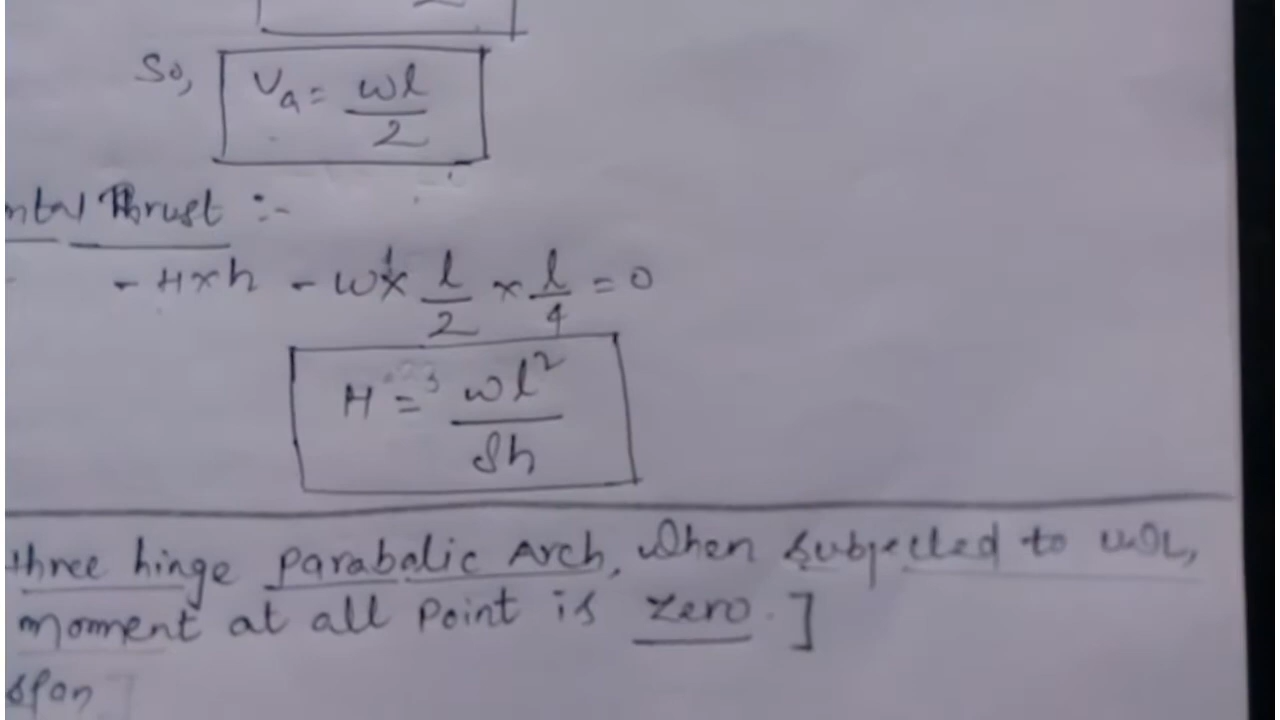 So, Va = wl/2
ntal Thrust :-
- H×h - w× l/2 × l/4 = 0
H = wl²/8h
three hinge parabolic Arch, when subjected to UDL,
moment at all point is zero.]
span]